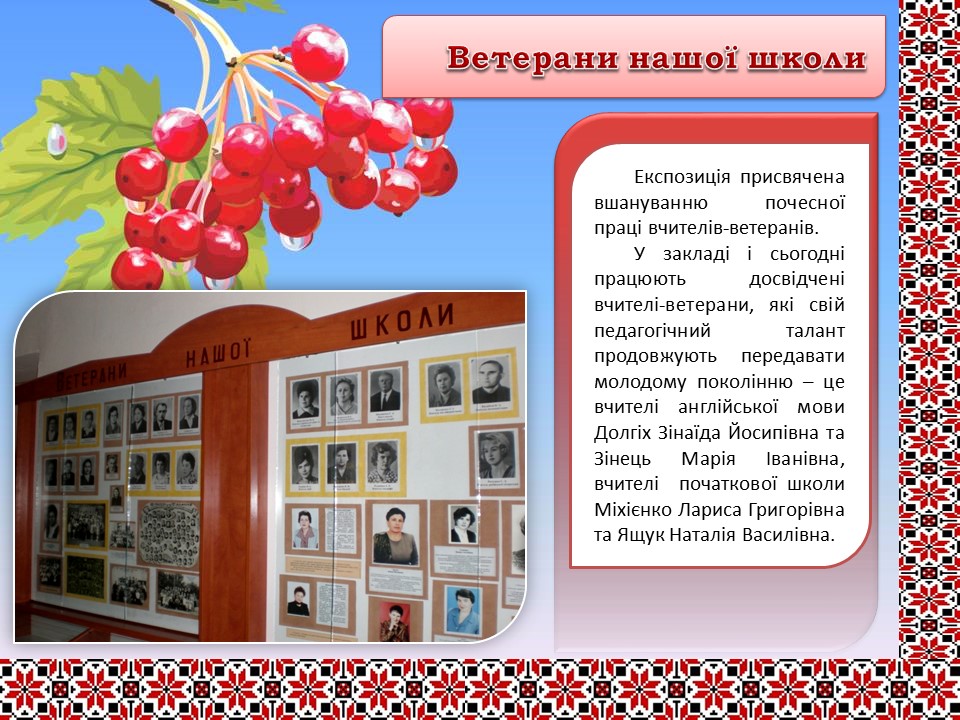 Ветерани нашої школи
Експозиція присвячена
вшануванню почесної
праці вчителів-ветеранів.
У закладі і сьогодні
працюють досвідчені
вчителі-ветерани, які свій
педагогічний талант
продовжують передавати
молодому поколінню – це
вчителі англійської мови
Долгіх Зінаїда Йосипівна та
Зінець Марія Іванівна,
вчителі початкової школи
Міхієнко Лариса Григорівна
та Ящук Наталія Василівна.
ВЕТЕРАНИ НАШОЇ ШКОЛИ